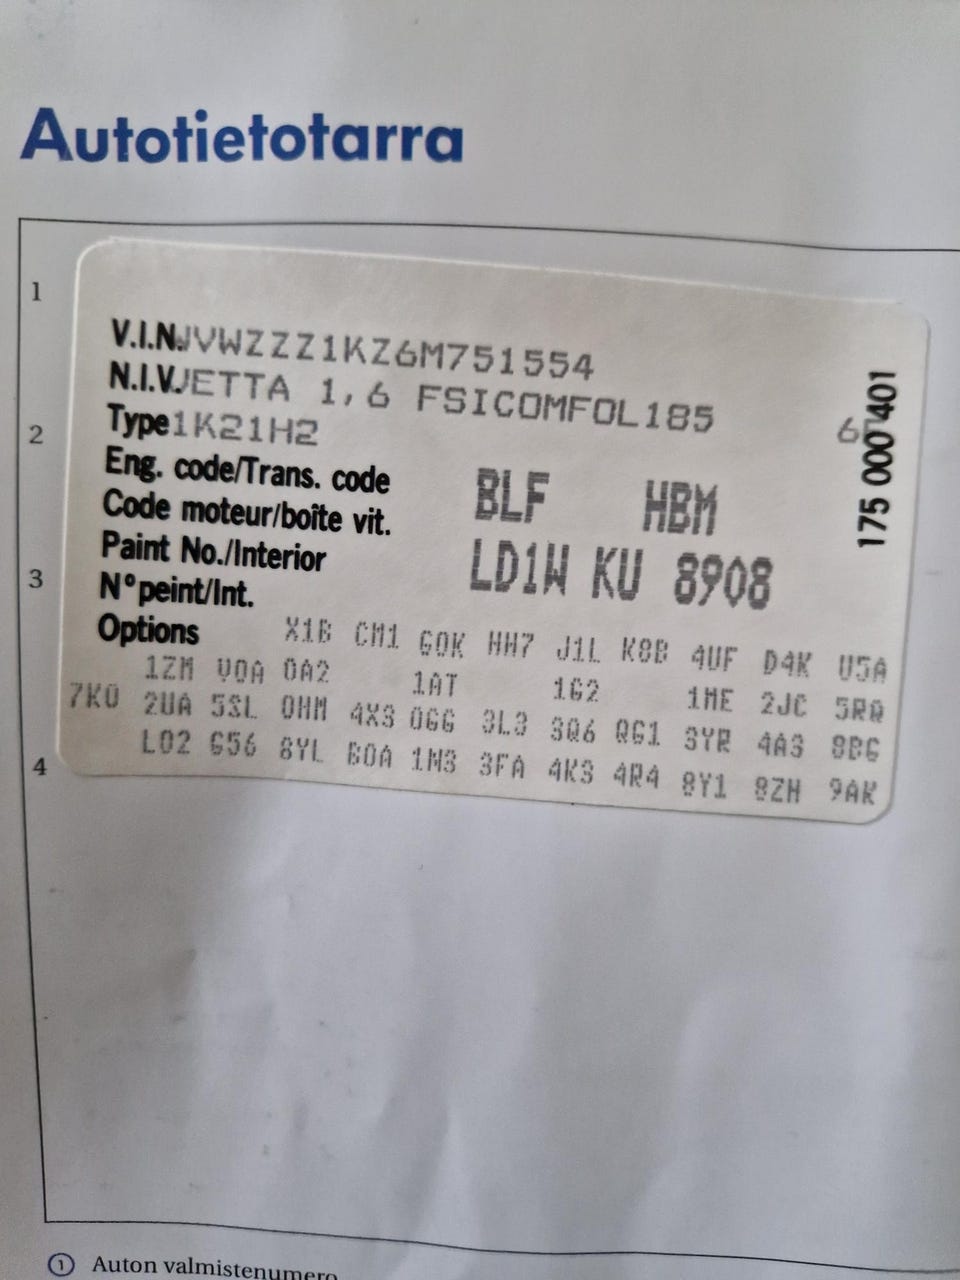 Autotietotarra
1
V.I.N. WVWZZZ1KZ6M751554
N.I.V. JETTA 1,6 FSICOMFOL185
2
Type 1K21H2
175 000 401
Eng. code/Trans. code
Code moteur/boîte vit.
BLF HBM
Paint No./Interior
3
N° peint/Int.
LD1W KU 8908
Options
X1B CM1 G0K HH7 J1L K8B 4UF D4K U5A
1ZM V0A 0A2 1AT 1G2 1ME 2JC 5RQ
7K0 2UA 5SL 0HM 4X3 0GG 3L3 3Q6 QG1 3YR 4A3 8BG
4
L02 G56 8YL B0A 1N3 3FA 4K3 4R4 8Y1 8ZH 9AK
1 Auton valmistenumero